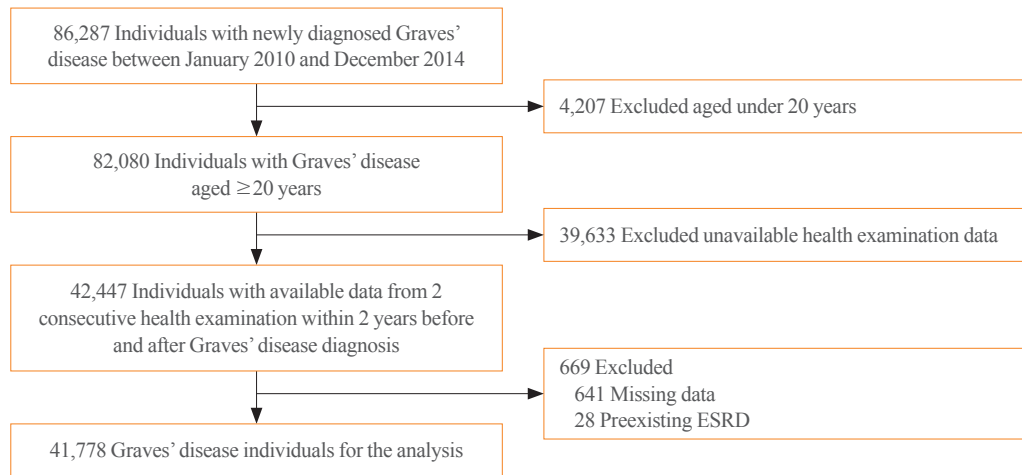 86,287 Individuals with newly diagnosed Graves’
disease between January 2010 and December 2014
4,207 Excluded aged under 20 years
82,080 Individuals with Graves’ disease
aged ≥20 years
39,633 Excluded unavailable health examination data
42,447 Individuals with available data from 2
consecutive health examination within 2 years before
and after Graves’ disease diagnosis
669 Excluded
641 Missing data
28 Preexisting ESRD
41,778 Graves’ disease individuals for the analysis